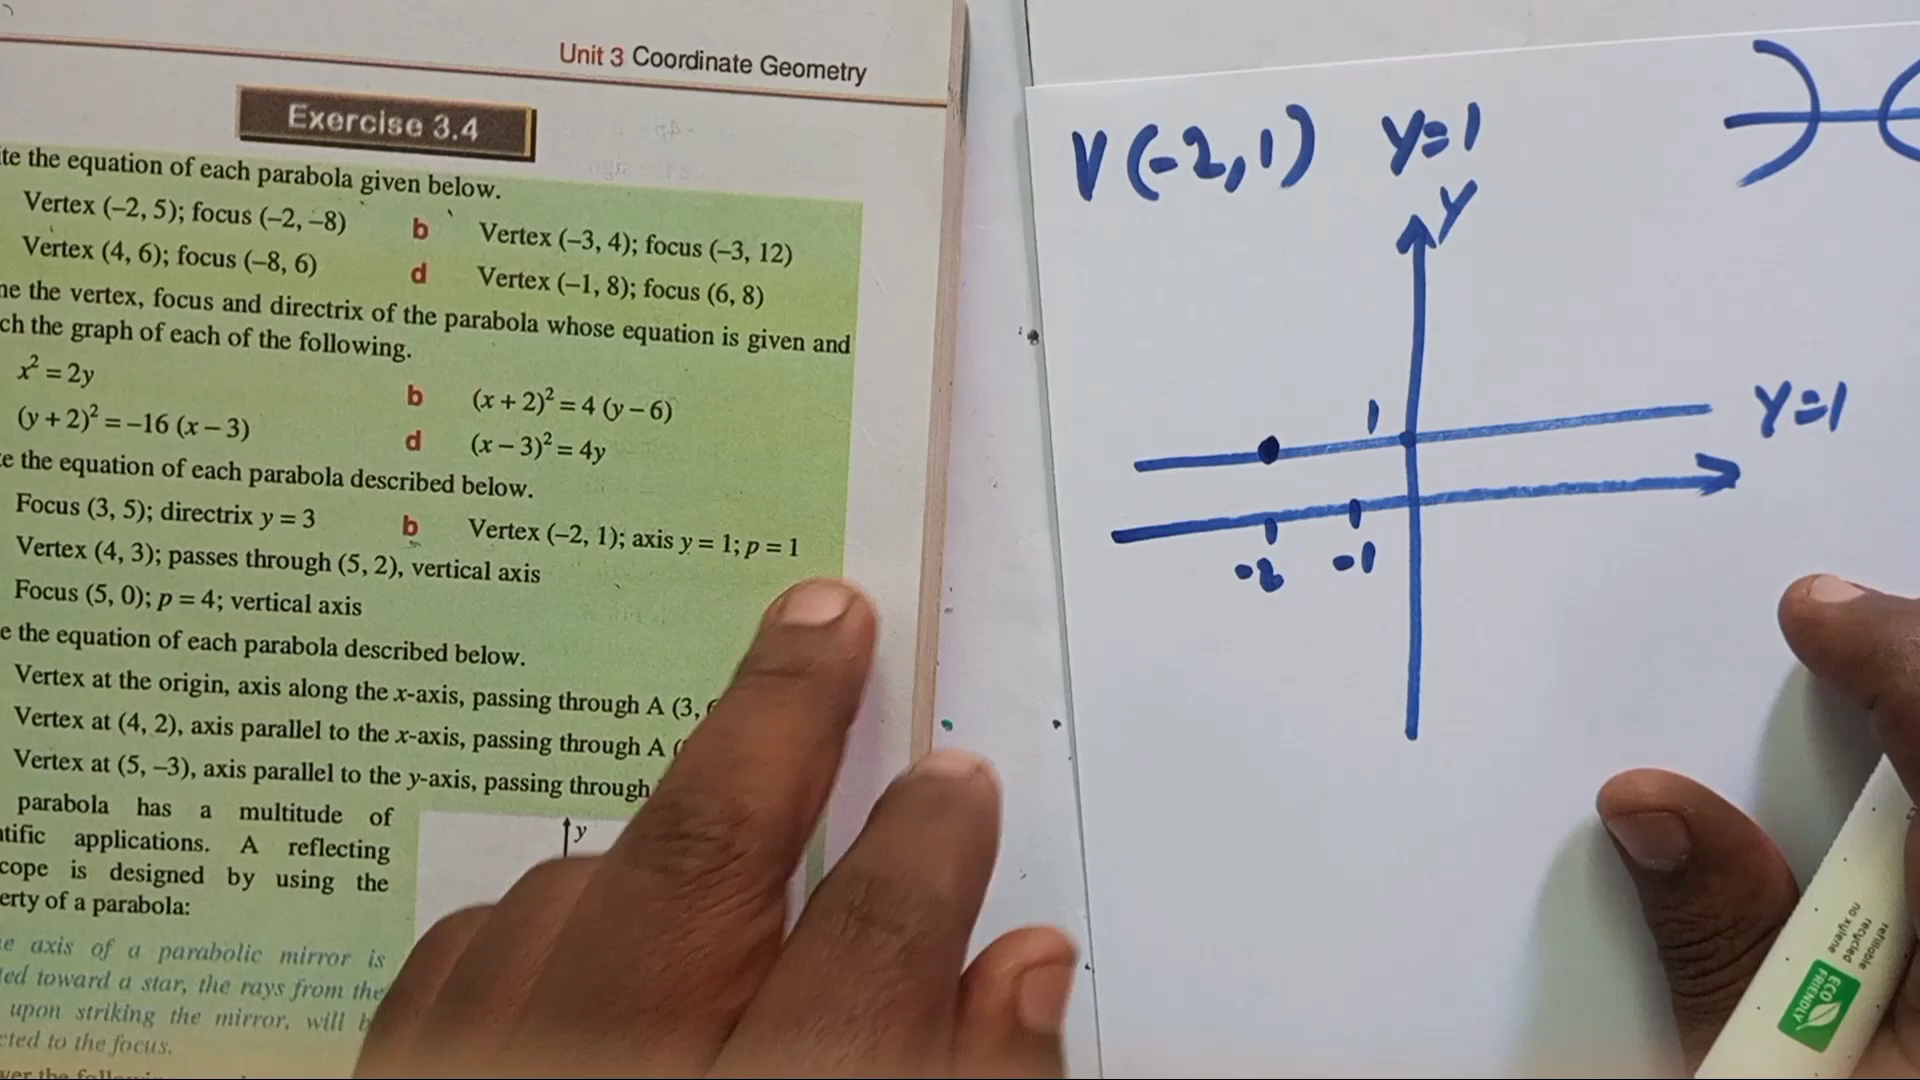 Unit 3 Coordinate Geometry
Exercise 3.4
the equation of each parabola given below.
Vertex (–2, 5); focus (–2, –8) b Vertex (–3, 4); focus (–3, 12)
Vertex (4, 6); focus (–8, 6) d Vertex (–1, 8); focus (6, 8)
the vertex, focus and directrix of the parabola whose equation is given and
the graph of each of the following.
x² = 2y b (x + 2)² = 4 (y – 6)
(y + 2)² = –16 (x – 3) d (x – 3)² = 4y
the equation of each parabola described below.
Focus (3, 5); directrix y = 3 b Vertex (–2, 1); axis y = 1; p = 1
Vertex (4, 3); passes through (5, 2), vertical axis
Focus (5, 0); p = 4; vertical axis
the equation of each parabola described below.
Vertex at the origin, axis along the x-axis, passing through A (3,
Vertex at (4, 2), axis parallel to the x-axis, passing through A (
Vertex at (5, –3), axis parallel to the y-axis, passing through
parabola has a multitude of
applications. A reflecting
is designed by using the
of a parabola:
axis of a parabolic mirror is
toward a star, the rays from the
upon striking the mirror, will
to the focus.
the
y
V(-2,1) y=1
y
1
y=1
-2 -1
refillable
recycled
no xylene
ECO
FRIENDLY